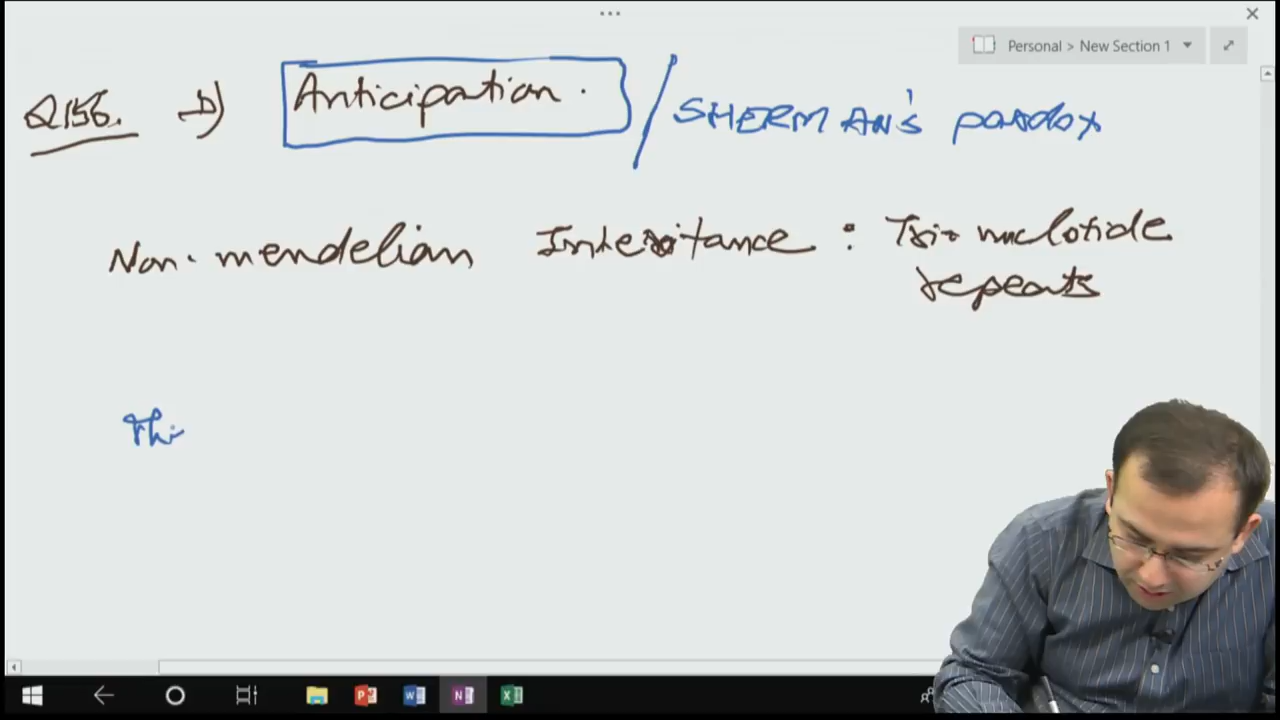 Personal > New Section 1
Q156. D) Anticipation. / SHERMAN's paradox
Non-mendelian Inheritance : Tri-nucleotide
repeats
Thi